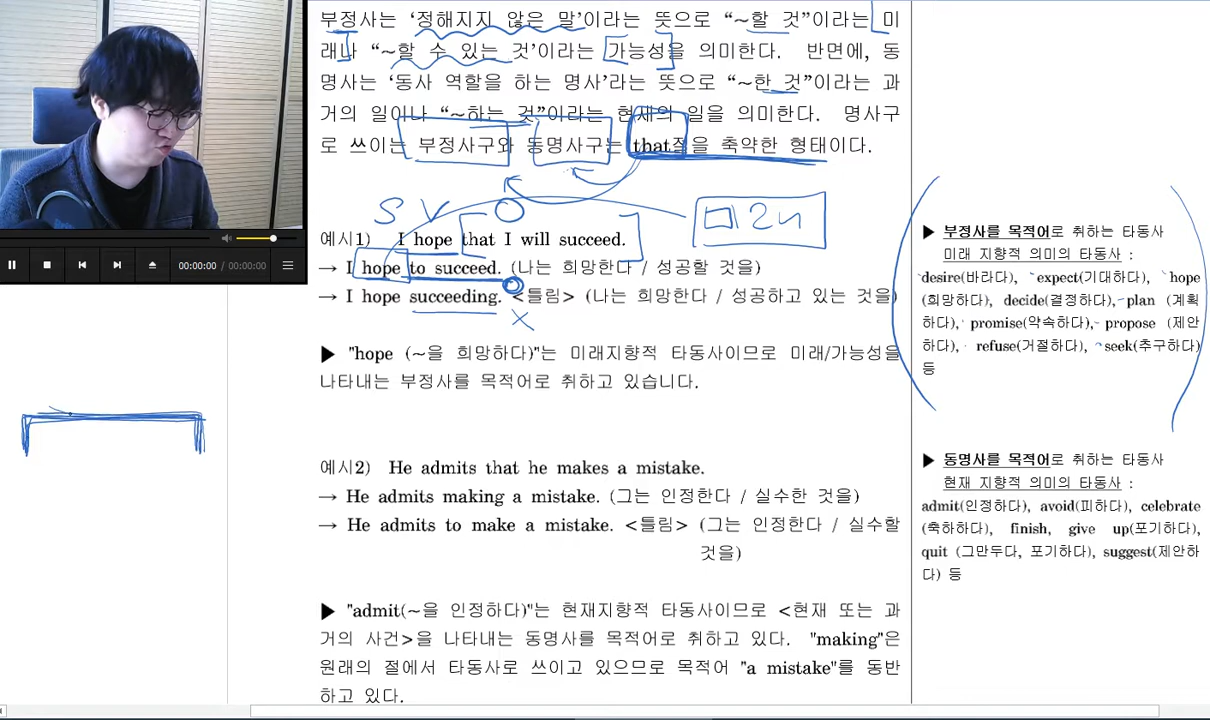 부정사는 '정해지지 않은 말'이라는 뜻으로 "~할 것"이라는 미
래나 "~할 수 있는 것'이라는 가능성을 의미한다. 반면에, 동
명사는 '동사 역할을 하는 명사'라는 뜻으로 "~한 것"이라는 과
거의 일이나 "~하는 것"이라는 현재의 일을 의미한다. 명사구
로 쓰이는 부정사구와 동명사구는 that절을 축약한 형태이다.
S V
예시1) I hope that I will succeed.
→ I hope to succeed. (나는 희망한다 / 성공할 것을)
→ I hope succeeding. <틀림> (나는 희망한다 / 성공하고 있는 것을)
X
▶ "hope (~을 희망하다)"는 미래지향적 타동사이므로 미래/가능성을
나타내는 부정사를 목적어로 취하고 있습니다.
예시2) He admits that he makes a mistake.
→ He admits making a mistake. (그는 인정한다 / 실수한 것을)
→ He admits to make a mistake. <틀림> (그는 인정한다 / 실수할
것을)
▶ "admit(~을 인정하다)"는 현재지향적 타동사이므로 <현재 또는 과
거의 사건>을 나타내는 동명사를 목적어로 취하고 있다. "making"은
원래의 절에서 타동사로 쓰이고 있으므로 목적어 "a mistake"를 동반
하고 있다.
▶ 부정사를 목적어로 취하는 타동사
미래 지향적 의미의 타동사 :
desire(바라다), expect(기대하다), hope
(희망하다), decide(결정하다), plan (계획
하다), promise(약속하다), propose (제안
하다), refuse(거절하다), seek(추구하다)
등
▶ 동명사를 목적어로 취하는 타동사
현재 지향적 의미의 타동사 :
admit(인정하다), avoid(피하다), celebrate
(축하하다), finish, give up(포기하다),
quit (그만두다, 포기하다), suggest(제안하
다) 등
00:00:00 / 00:00:00